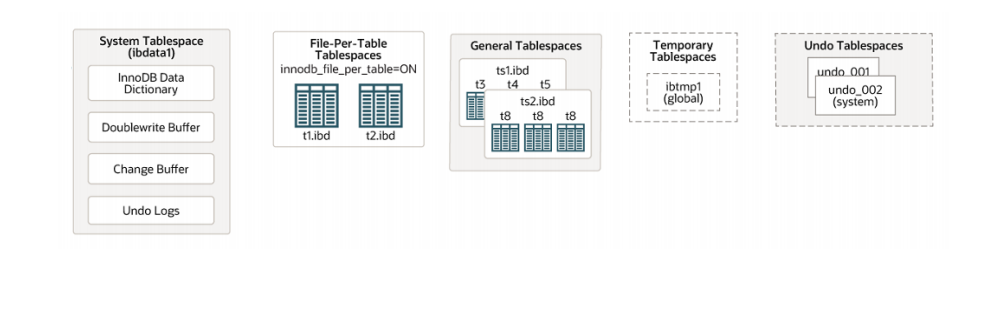 System Tablespace
(ibdata1)
InnoDB Data
Dictionary
Doublewrite Buffer
Change Buffer
Undo Logs
File-Per-Table
Tablespaces
innodb_file_per_table=ON
t1.ibd
t2.ibd
General Tablespaces
ts1.ibd
t3 t4 t5
ts2.ibd
t8 t8 t8
Temporary
Tablespaces
ibtmp1
(global)
Undo Tablespaces
undo_001
undo_002
(system)